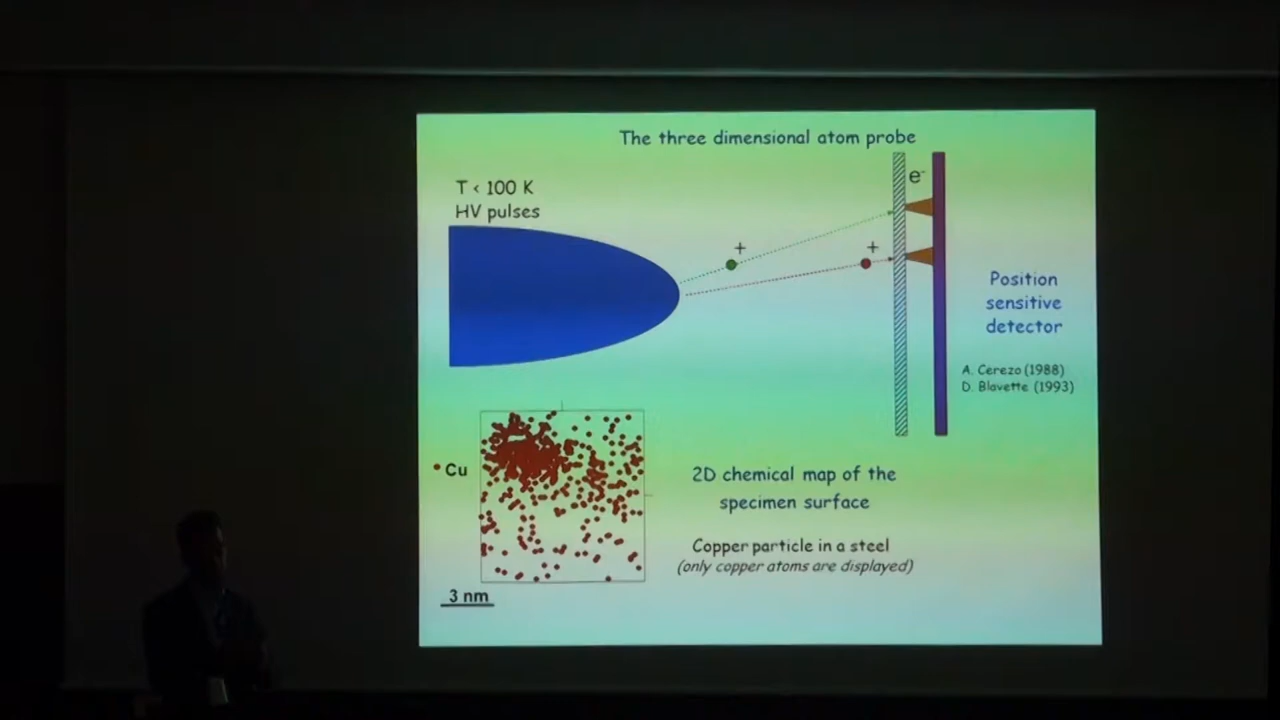 The three dimensional atom probe
T < 100 K
HV pulses
e-
+
+
Position
sensitive
detector
A. Cerezo (1988)
D. Blavette (1993)
Cu
2D chemical map of the
specimen surface
Copper particle in a steel
(only copper atoms are displayed)
3 nm